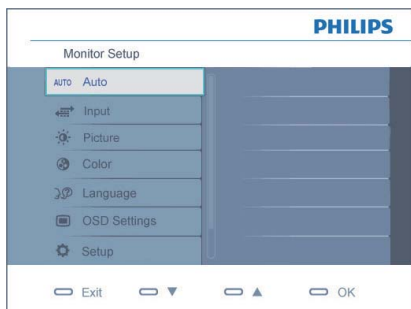 PHILIPS
Monitor Setup
AUTO Auto
Input
Picture
Color
Language
OSD Settings
Setup
Exit ▼ ▲ OK